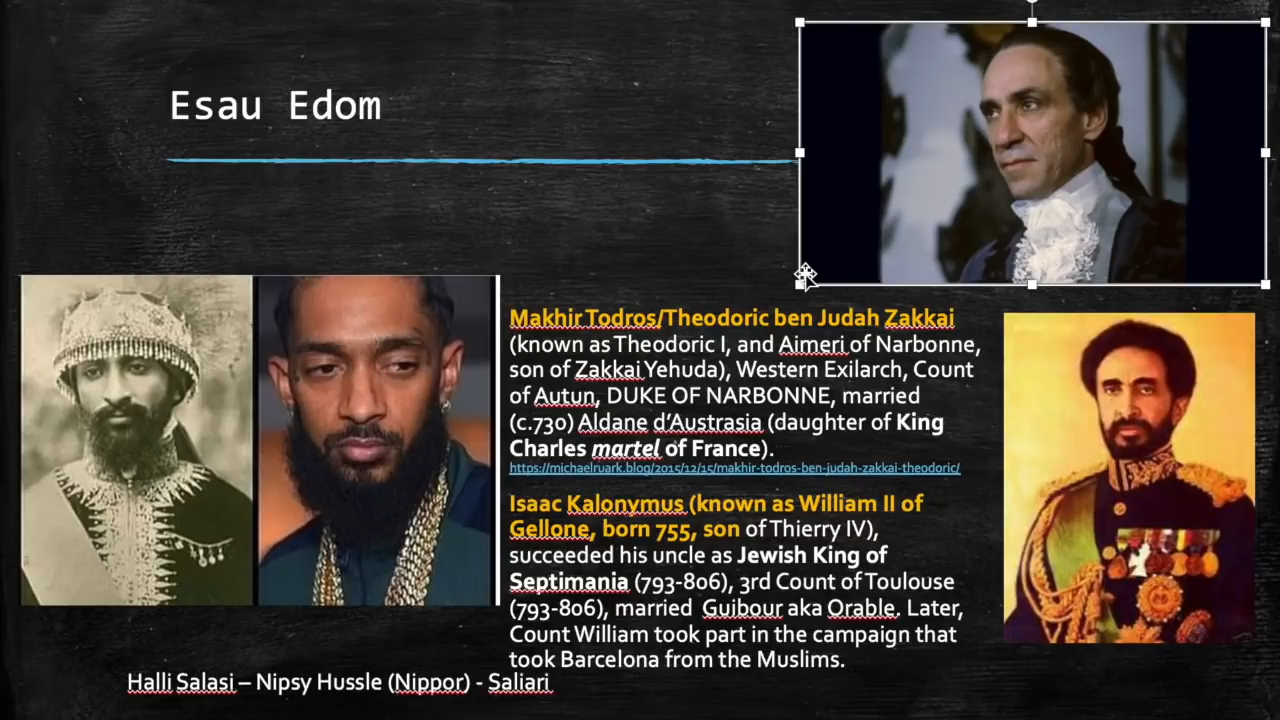 Esau Edom
Makhir Todros/Theodoric ben Judah Zakkai
(known as Theodoric I, and Aimeri of Narbonne,
son of Zakkai Yehuda), Western Exilarch, Count
of Autun, DUKE OF NARBONNE, married
(c.730) Aldane d’Austrasia (daughter of King
Charles martel of France).
https://michaelruark.blog/2015/12/15/makhir-todros-ben-judah-zakkai-theodoric/
Isaac Kalonymus (known as William II of
Gellone, born 755, son of Thierry IV),
succeeded his uncle as Jewish King of
Septimania (793-806), 3rd Count of Toulouse
(793-806), married Guibour aka Orable. Later,
Count William took part in the campaign that
took Barcelona from the Muslims.
Halli Salasi – Nipsy Hussle (Nippor) - Saliari